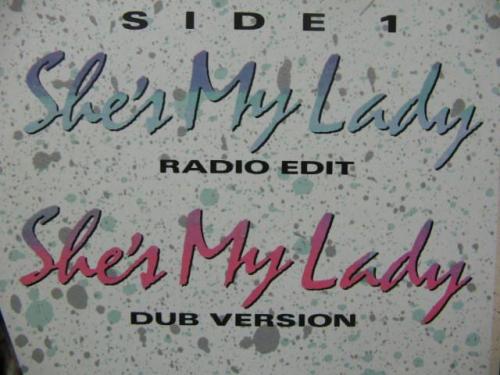 SIDE 1
She's My Lady
RADIO EDIT
She's My Lady
DUB VERSION